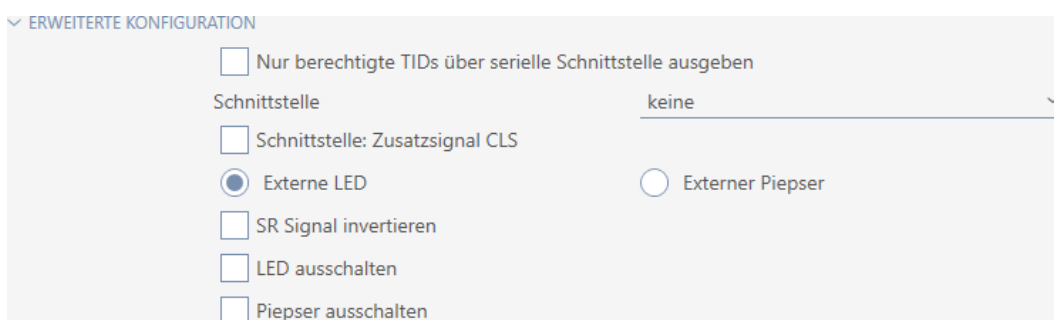 ERWEITERTE KONFIGURATION
Nur berechtigte TIDs über serielle Schnittstelle ausgeben
Schnittstelle keine
Schnittstelle: Zusatzsignal CLS
Externe LED Externer Piepser
SR Signal invertieren
LED ausschalten
Piepser ausschalten